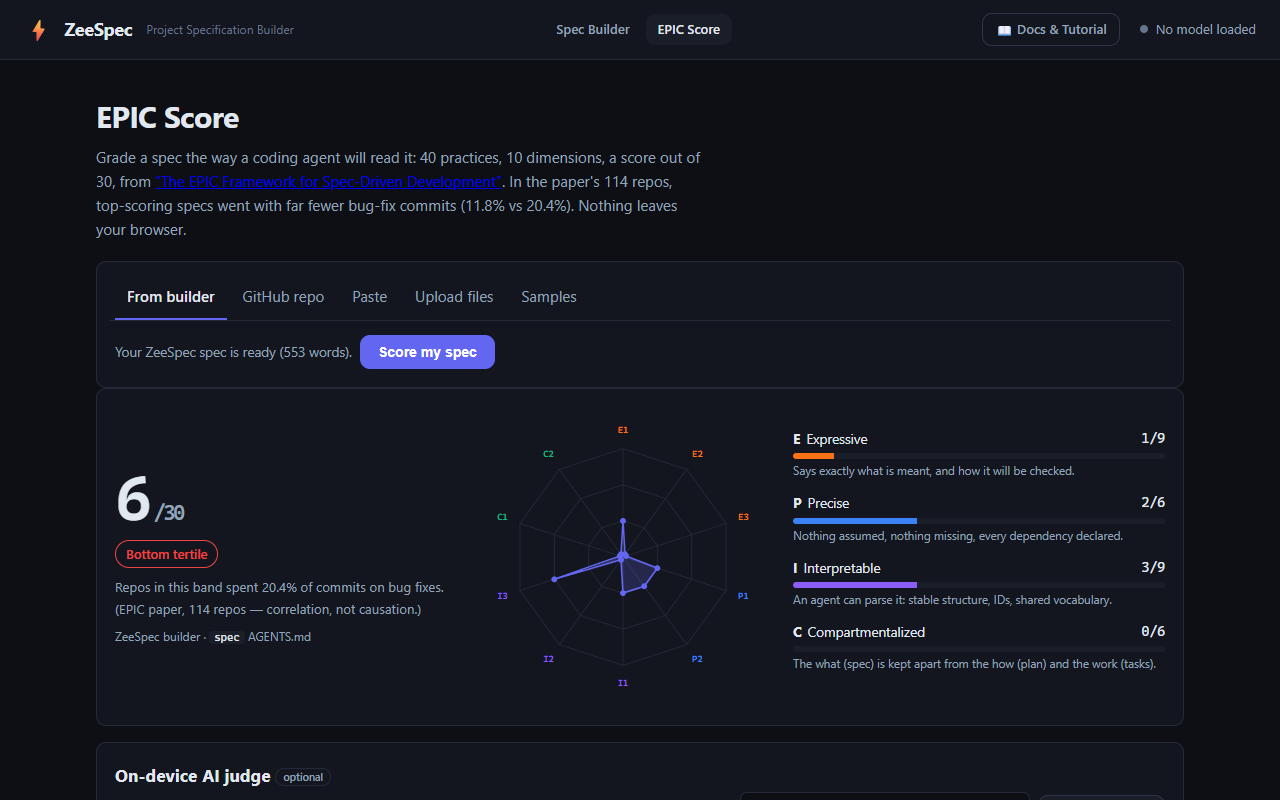 ZeeSpec Project Specification Builder
Spec Builder
EPIC Score
Docs & Tutorial
No model loaded
EPIC Score
Grade a spec the way a coding agent will read it: 40 practices, 10 dimensions, a score out of
30, from "The EPIC Framework for Spec-Driven Development". In the paper's 114 repos,
top-scoring specs went with far fewer bug-fix commits (11.8% vs 20.4%). Nothing leaves
your browser.
From builder
GitHub repo
Paste
Upload files
Samples
Your ZeeSpec spec is ready (553 words).
Score my spec
6/30
Bottom tertile
Repos in this band spent 20.4% of commits on bug fixes.
(EPIC paper, 114 repos — correlation, not causation.)
ZeeSpec builder · spec AGENTS.md
E1
E2
E3
P1
P2
I1
I2
I3
C1
C2
E Expressive 1/9
Says exactly what is meant, and how it will be checked.
P Precise 2/6
Nothing assumed, nothing missing, every dependency declared.
I Interpretable 3/9
An agent can parse it: stable structure, IDs, shared vocabulary.
C Compartmentalized 0/6
The what (spec) is kept apart from the how (plan) and the work (tasks).
On-device AI judge optional